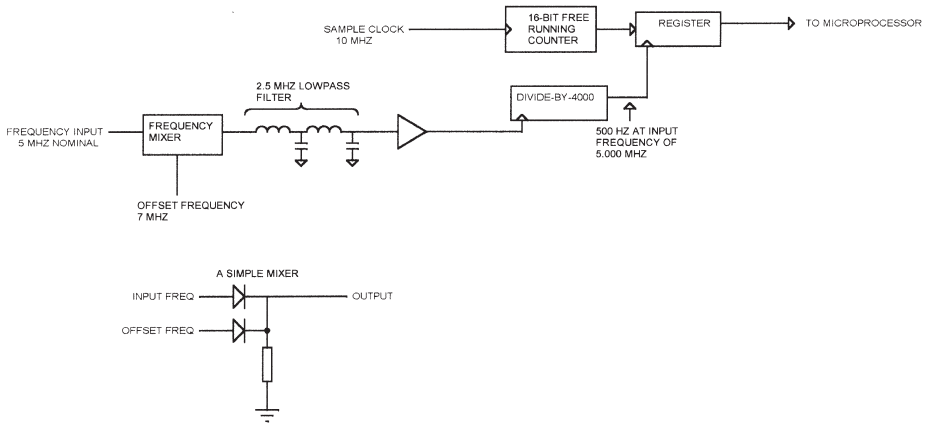 16-BIT FREE
RUNNING
COUNTER
REGISTER
TO MICROPROCESSOR
SAMPLE CLOCK
10 MHZ
2.5 MHZ LOWPASS
FILTER
DIVIDE-BY-4000
FREQUENCY INPUT
5 MHZ NOMINAL
FREQUENCY
MIXER
500 HZ AT INPUT
FREQUENCY OF
5.000 MHZ
OFFSET FREQUENCY
7 MHZ
A SIMPLE MIXER
INPUT FREQ
OUTPUT
OFFSET FREQ